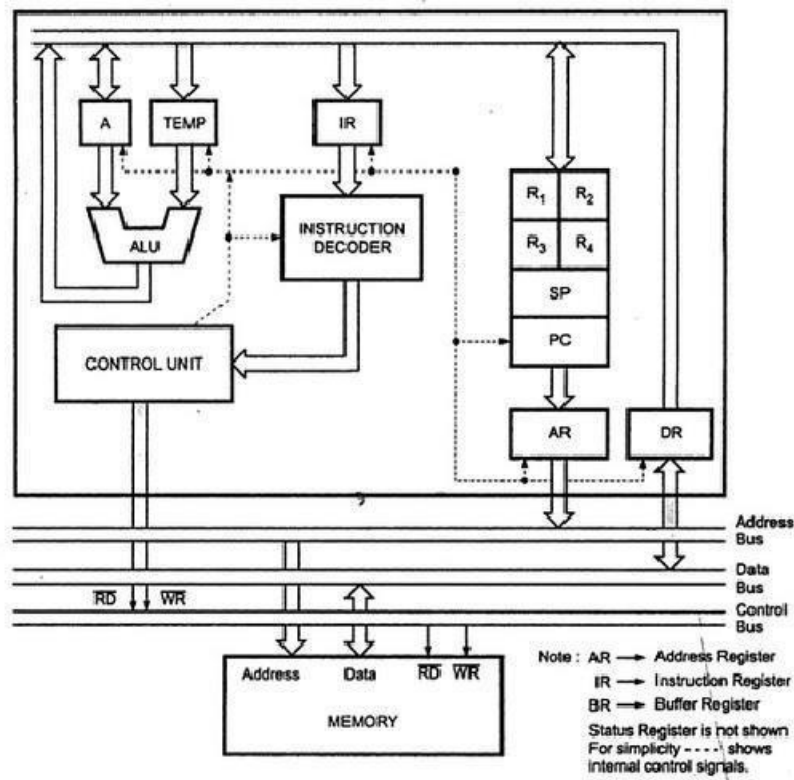 A
TEMP
IR
R1
R2
ALU
INSTRUCTION
DECODER
R3
R4
SP
CONTROL UNIT
PC
AR
DR
Address
Bus
Data
Bus
RD
WR
Control
Bus
Address
Data
RD
WR
MEMORY
Note : AR → Address Register
IR → Instruction Register
BR → Buffer Register
Status Register is not shown
For simplicity ---- shows
internal control signals.